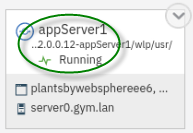 appServer1
..2.0.0.12-appServer1/wlp/usr/
Running
plantsbywebsphereee6, ...
server0.gym.lan